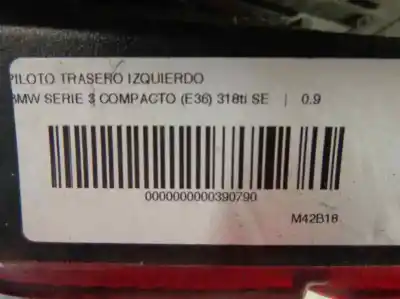 PILOTO TRASERO IZQUIERDO
BMW SERIE 3 COMPACTO (E36) 318ti SE | 0.9
0000000000390790
M42B18